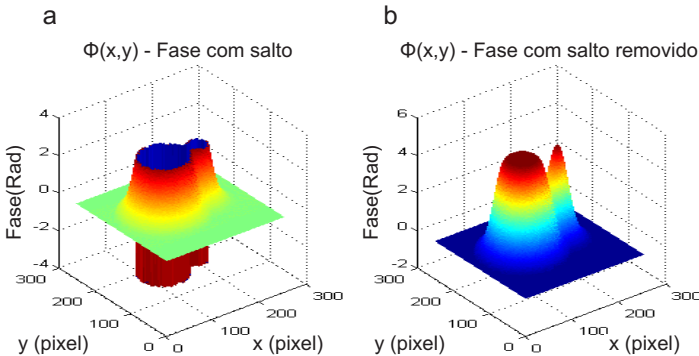 a
Φ(x,y) - Fase com salto
Fase(Rad)
4
2
0
-2
-4
300
200
100
0
0
100
200
300
y (pixel)
x (pixel)
b
Φ(x,y) - Fase com salto removido
Fase(Rad)
6
4
2
0
-2
300
200
100
0
0
100
200
300
y (pixel)
x (pixel)